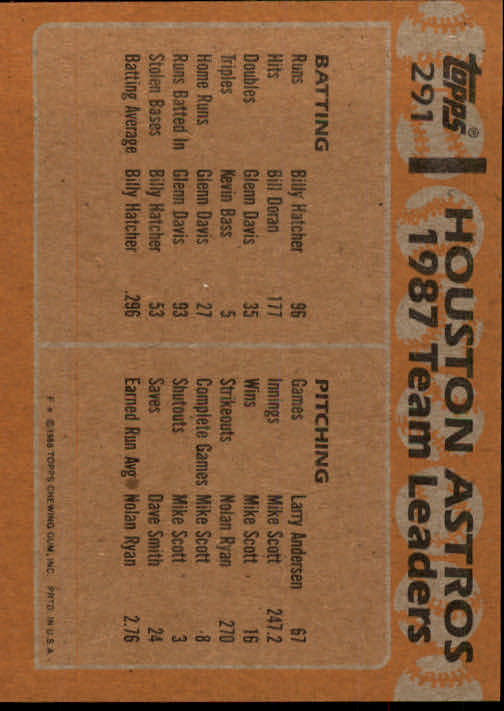 topps®
291
HOUSTON ASTROS
1987 Team Leaders
BATTING
Runs Billy Hatcher 96
Hits Bill Doran 177
Doubles Glenn Davis 35
Triples Kevin Bass 5
Home Runs Glenn Davis 27
Runs Batted In Glenn Davis 93
Stolen Bases Billy Hatcher 53
Batting Average Billy Hatcher .296
PITCHING
Games Larry Andersen 67
Innings Mike Scott 247.2
Wins Mike Scott 16
Strikeouts Nolan Ryan 270
Complete Games Mike Scott 8
Shutouts Mike Scott 3
Saves Dave Smith 24
Earned Run Avg Nolan Ryan 2.76
F * ©1988 TOPPS CHEWING GUM, INC. PRTD. IN U.S.A.